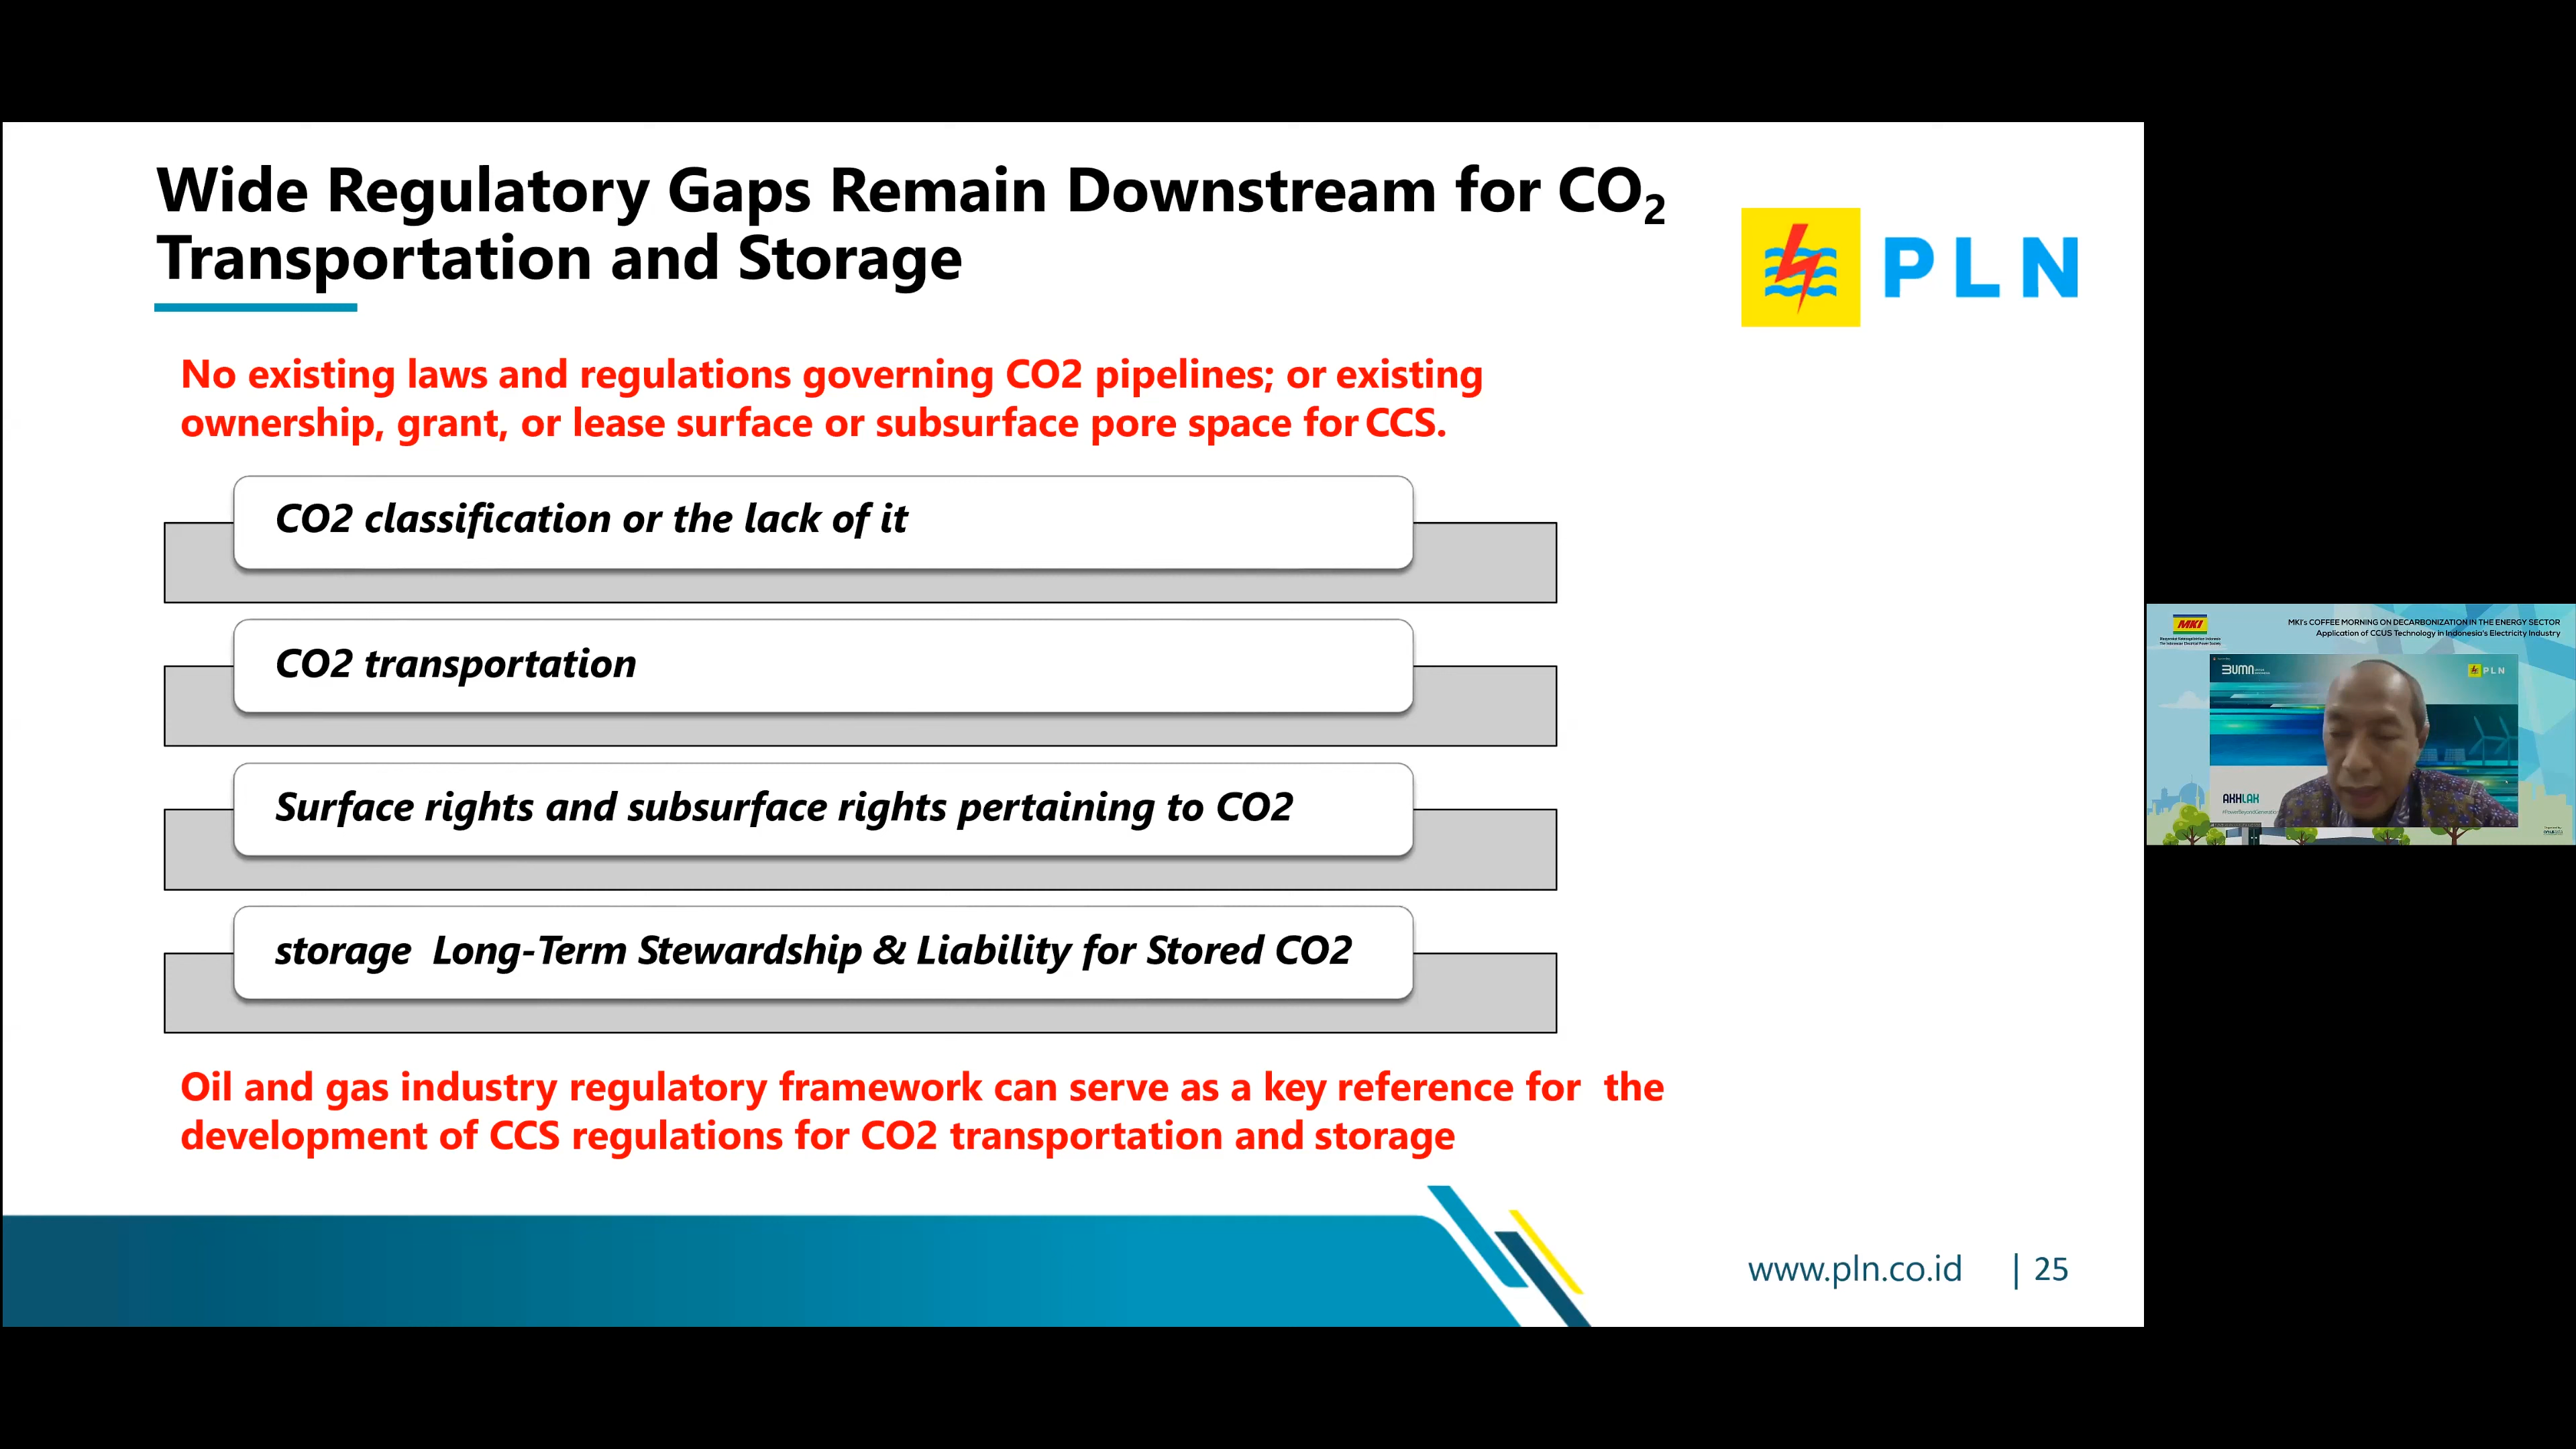 Wide Regulatory Gaps Remain Downstream for CO₂
Transportation and Storage
PLN
No existing laws and regulations governing CO2 pipelines; or existing
ownership, grant, or lease surface or subsurface pore space for CCS.
CO2 classification or the lack of it
CO2 transportation
Surface rights and subsurface rights pertaining to CO2
storage Long-Term Stewardship & Liability for Stored CO2
Oil and gas industry regulatory framework can serve as a key reference for the
development of CCS regulations for CO2 transportation and storage
www.pln.co.id | 25
MKI
MKI's COFFEE MORNING ON DECARBONIZATION IN THE ENERGY SECTOR
Application of CCUS Technology in Indonesia's Electricity Industry
BUMN
PLN
AKHLAK